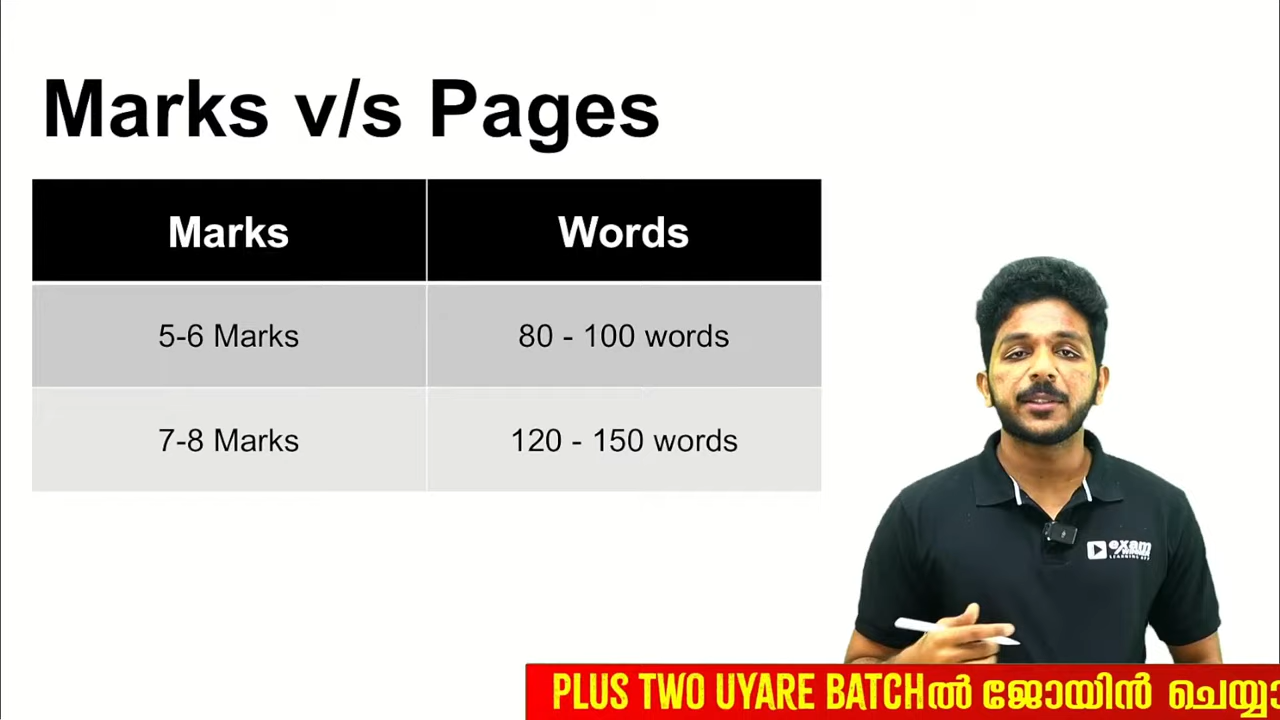 Marks v/s Pages
Marks Words
5-6 Marks 80 - 100 words
7-8 Marks 120 - 150 words
exam
PLUS TWO UYARE BATCHൽ ജോയിൻ